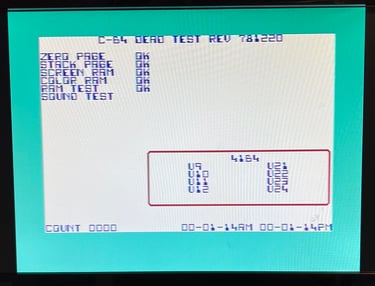 C-64 DEAD TEST REV 781220
ZERO PAGE OK
STACK PAGE OK
SCREEN RAM OK
COLOR RAM OK
RAM TEST OK
SOUND TEST
4164
U9 U21
U10 U22
U11 U23
U12 U24
COUNT 0000 00-01-14AM 00-01-14PM